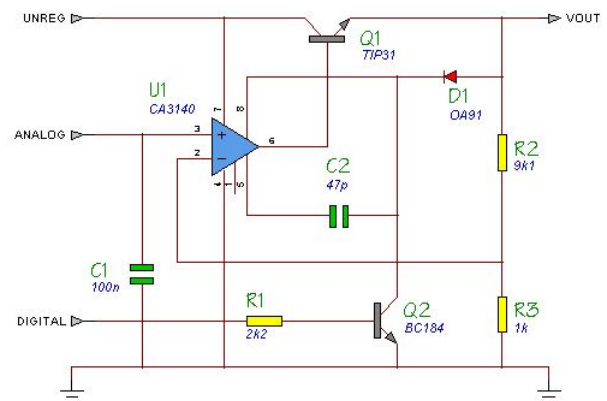 UNREG
VOUT
Q1
TIP31
U1
CA3140
7
8
D1
OA91
ANALOG
3
+
6
2
−
4
1
5
R2
9k1
C2
47p
C1
100n
R1
2k2
DIGITAL
Q2
BC184
R3
1k